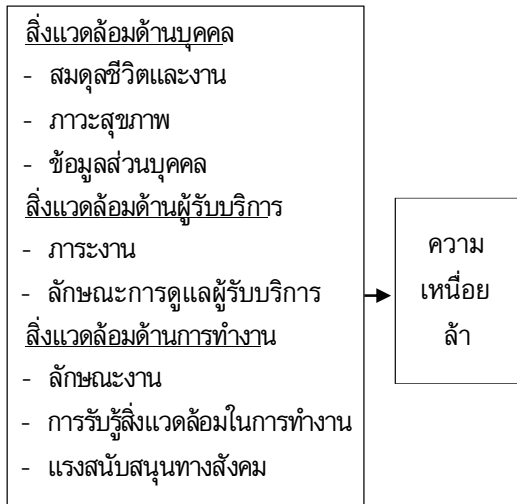 สิ่งแวดล้อมด้านบุคคล
- สมดุลชีวิตและงาน
- ภาวะสุขภาพ
- ข้อมูลส่วนบุคคล
สิ่งแวดล้อมด้านผู้รับบริการ
- ภาระงาน
- ลักษณะการดูแลผู้รับบริการ
สิ่งแวดล้อมด้านการทำงาน
- ลักษณะงาน
- การรับรู้สิ่งแวดล้อมในการทำงาน
- แรงสนับสนุนทางสังคม
ความ
เหนื่อย
ล้า